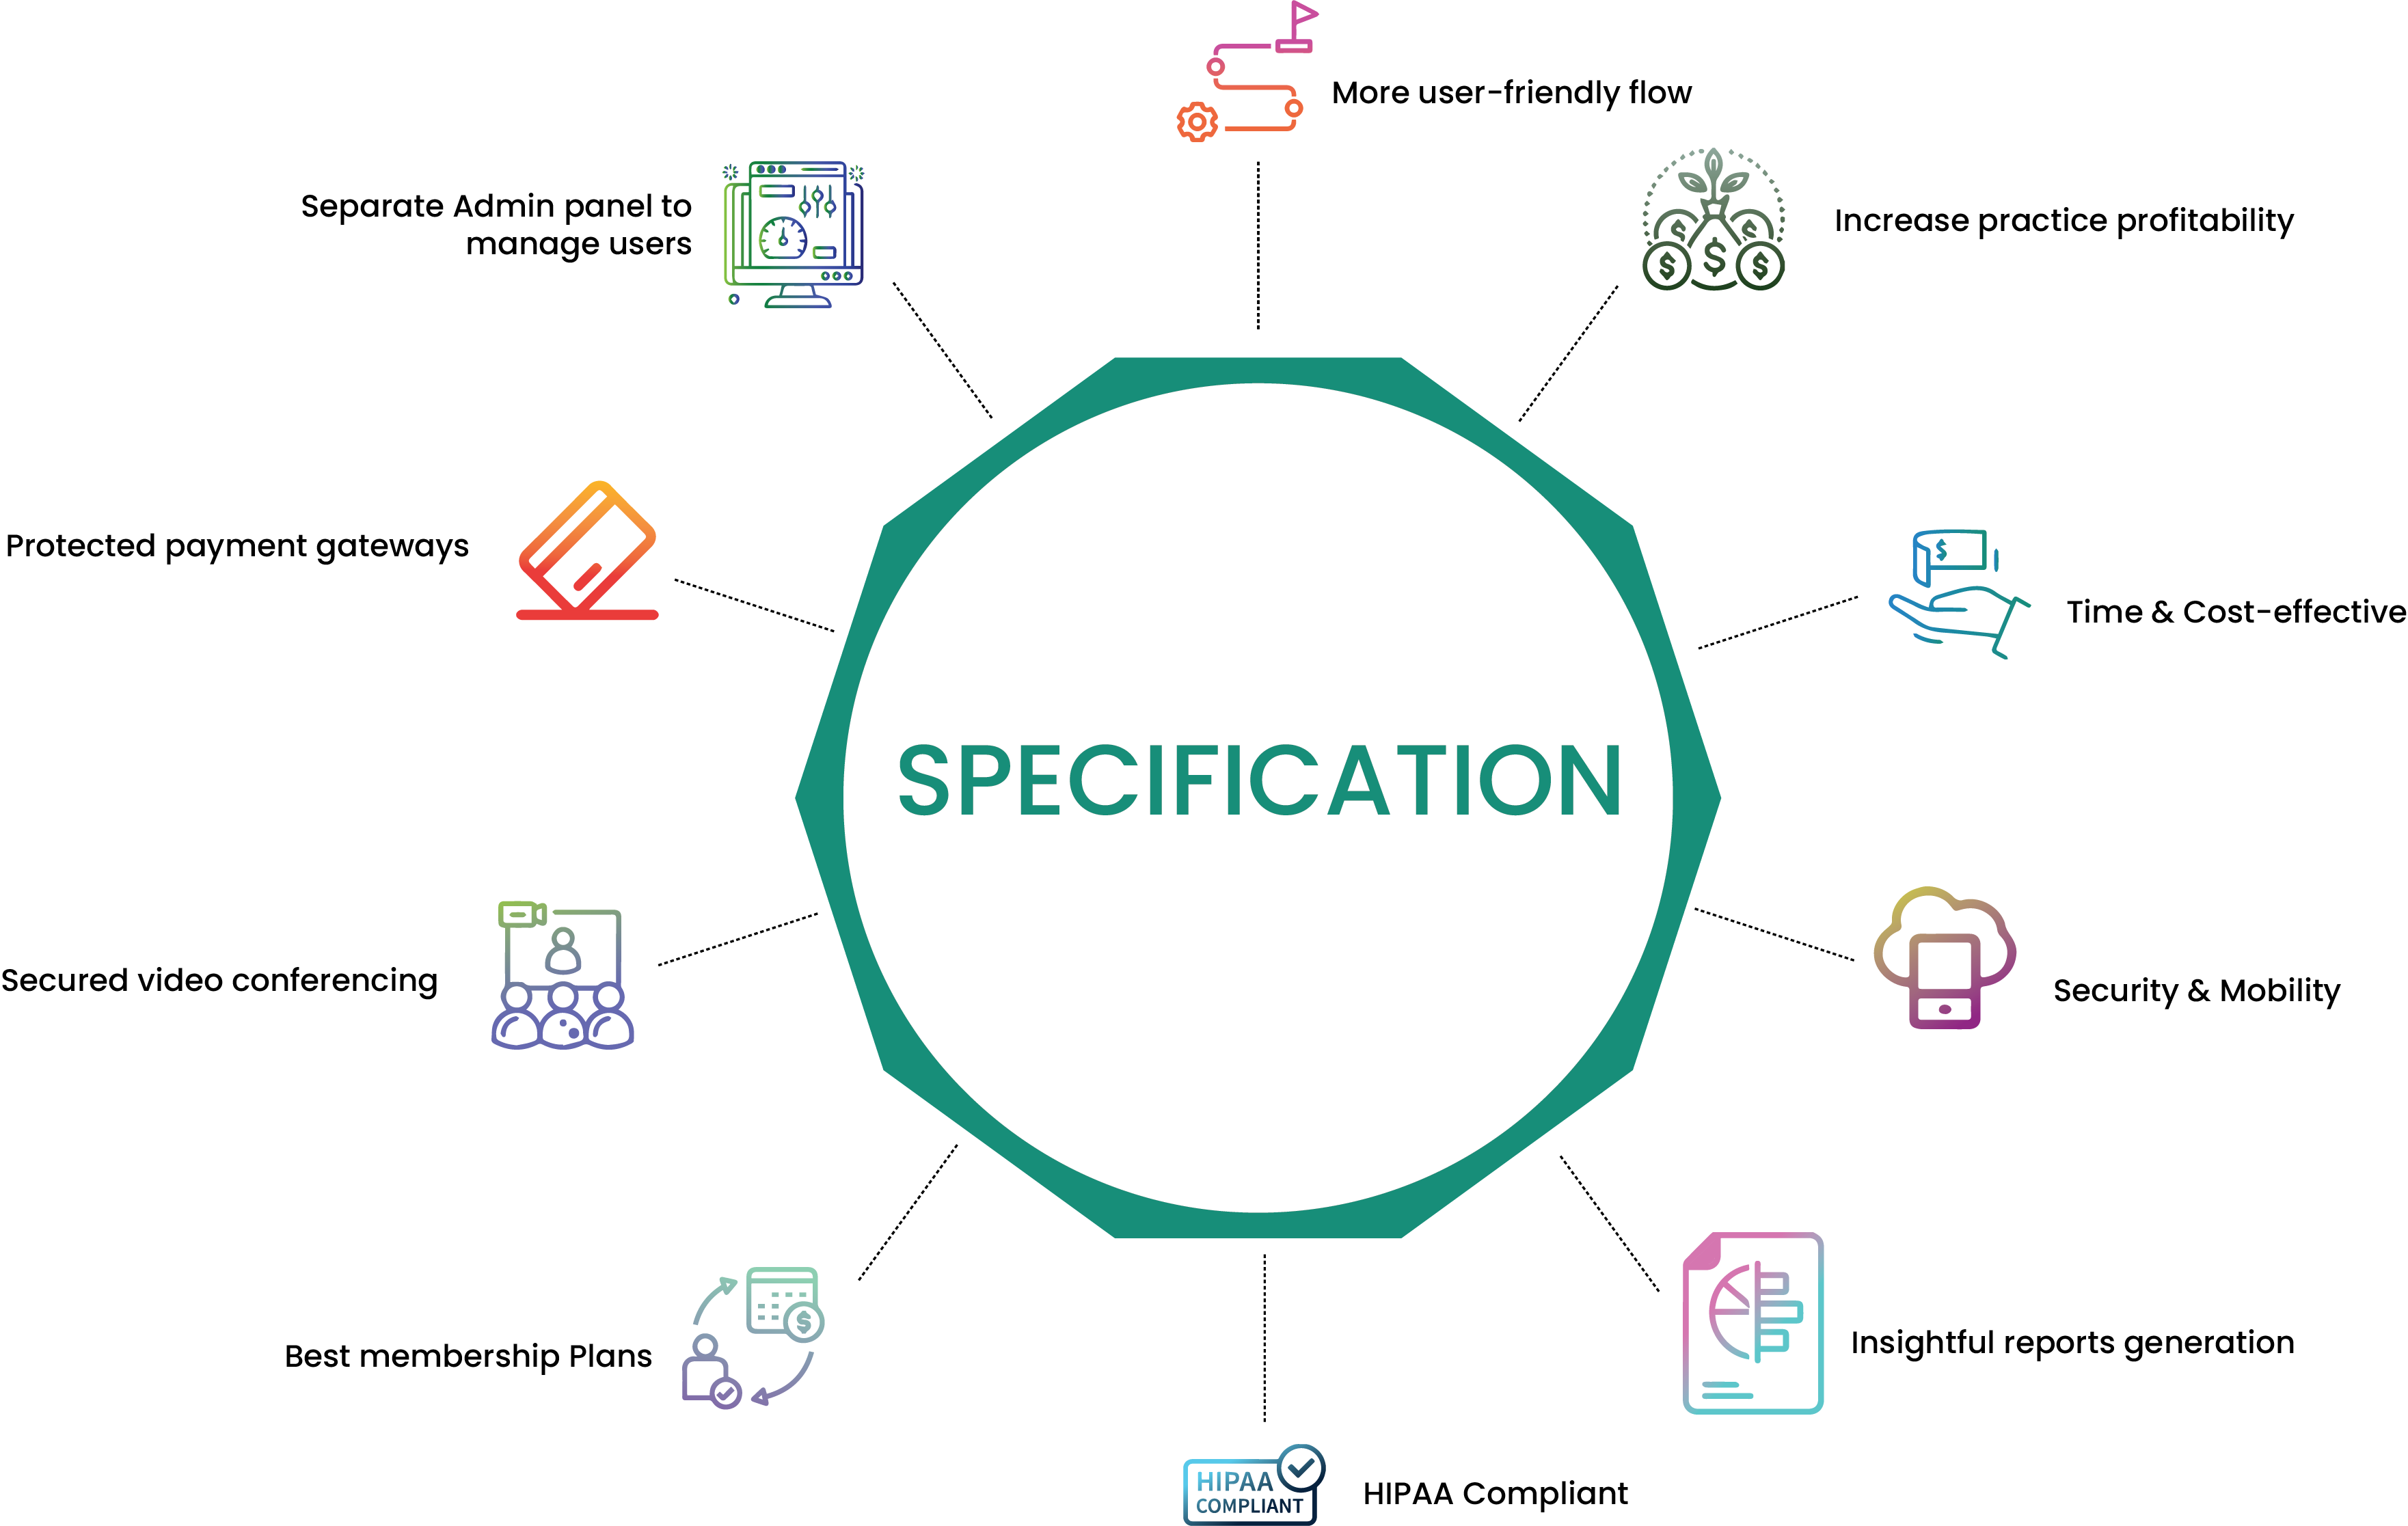 More user-friendly flow
Separate Admin panel to
manage users
Increase practice profitability
Protected payment gateways
Time & Cost-effective
SPECIFICATION
Secured video conferencing
Security & Mobility
Best membership Plans
Insightful reports generation
HIPAA
COMPLIANT
HIPAA Compliant